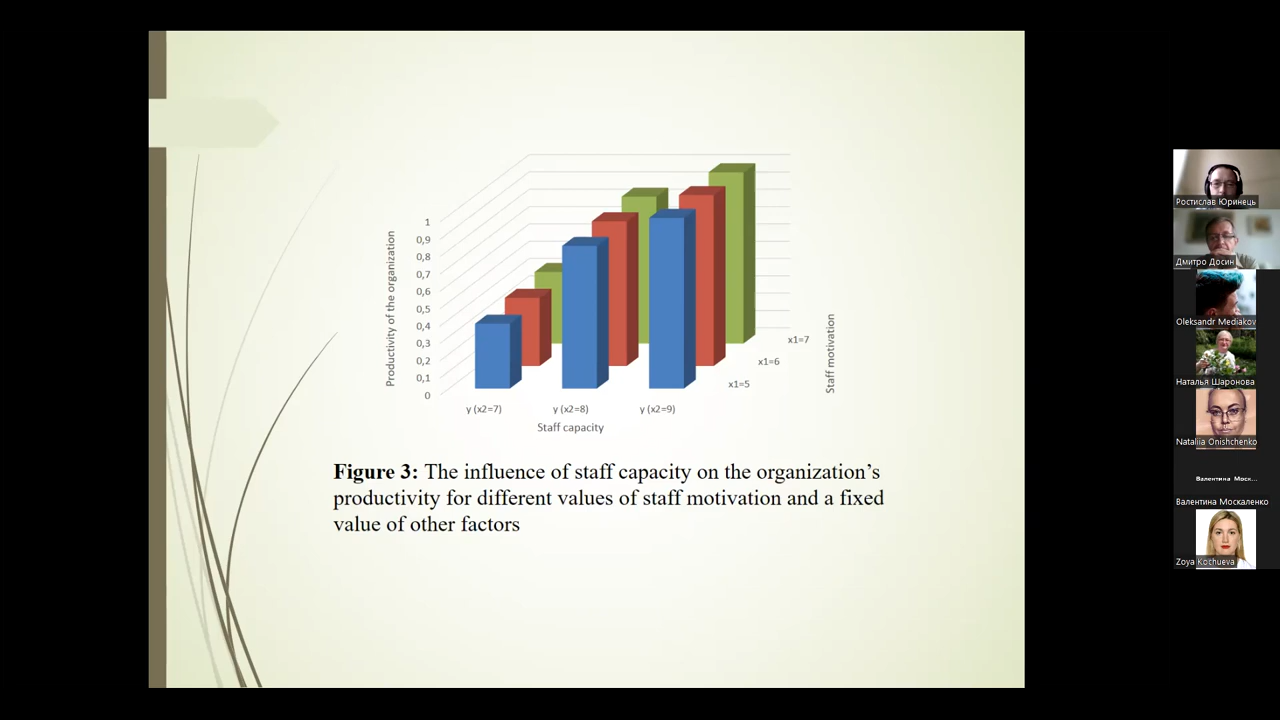 1
0,9
0,8
0,7
0,6
0,5
0,4
0,3
0,2
0,1
0
Productivity of the organization
y (x2=7)
y (x2=8)
y (x2=9)
Staff capacity
x1=5
x1=6
x1=7
Staff motivation
Figure 3: The influence of staff capacity on the organization’s
productivity for different values of staff motivation and a fixed
value of other factors
Ростислав Юринець
Дмитро Досин
Oleksandr Mediakov
Наталья Шаронова
Nataliia Onishchenko
Валентина Моск...
Валентина Москаленко
Zoya Kochueva